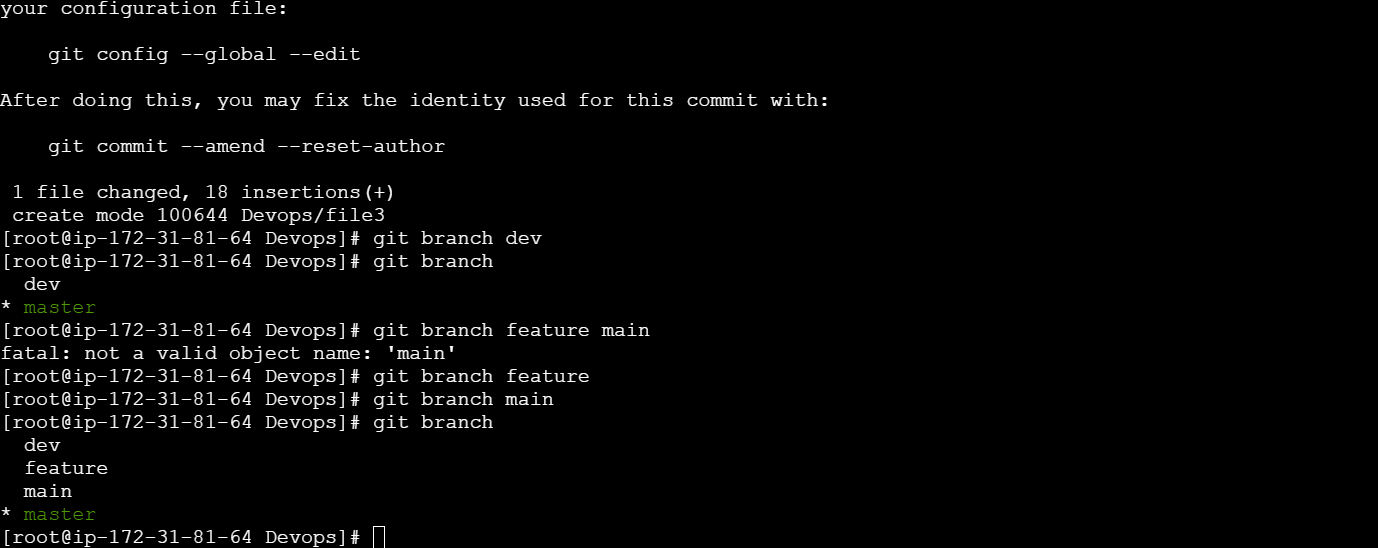 your configuration file:
    git config --global --edit
After doing this, you may fix the identity used for this commit with:
    git commit --amend --reset-author
 1 file changed, 18 insertions(+)
 create mode 100644 Devops/file3
[root@ip-172-31-81-64 Devops]# git branch dev
[root@ip-172-31-81-64 Devops]# git branch
  dev
* master
[root@ip-172-31-81-64 Devops]# git branch feature main
fatal: not a valid object name: 'main'
[root@ip-172-31-81-64 Devops]# git branch feature
[root@ip-172-31-81-64 Devops]# git branch main
[root@ip-172-31-81-64 Devops]# git branch
  dev
  feature
  main
* master
[root@ip-172-31-81-64 Devops]#